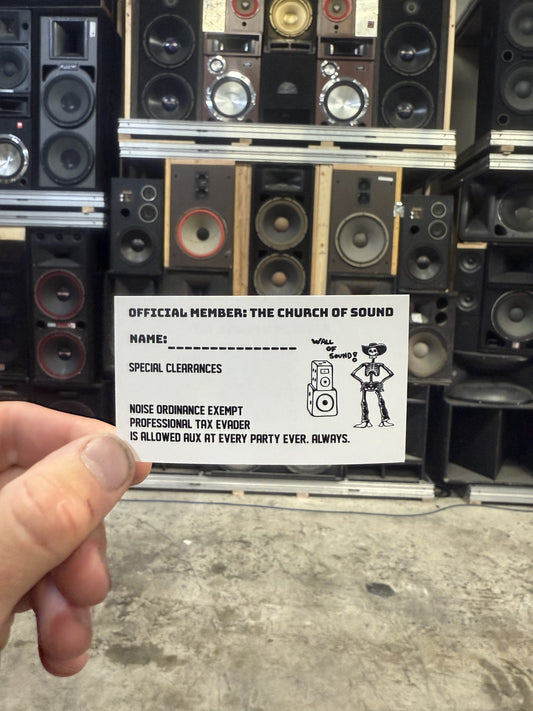 OFFICIAL MEMBER: THE CHURCH OF SOUND
NAME:_________________
SPECIAL CLEARANCES
WALL
OF
SOUND!
NOISE ORDINANCE EXEMPT
PROFESSIONAL TAX EVADER
IS ALLOWED AUX AT EVERY PARTY EVER. ALWAYS.